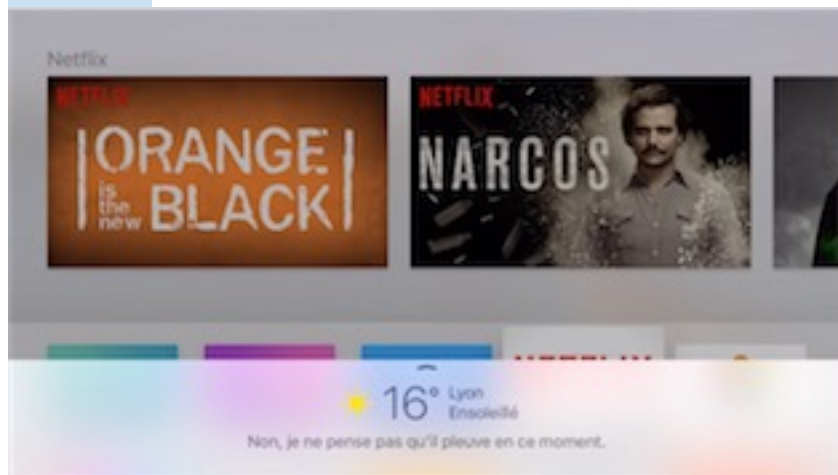 Netflix
NETFLIX
ORANGE
is
the
new
BLACK
NETFLIX
NARCOS
NETFLIX
16° Lyon
Ensoleillé
Non, je ne pense pas qu'il pleuve en ce moment.